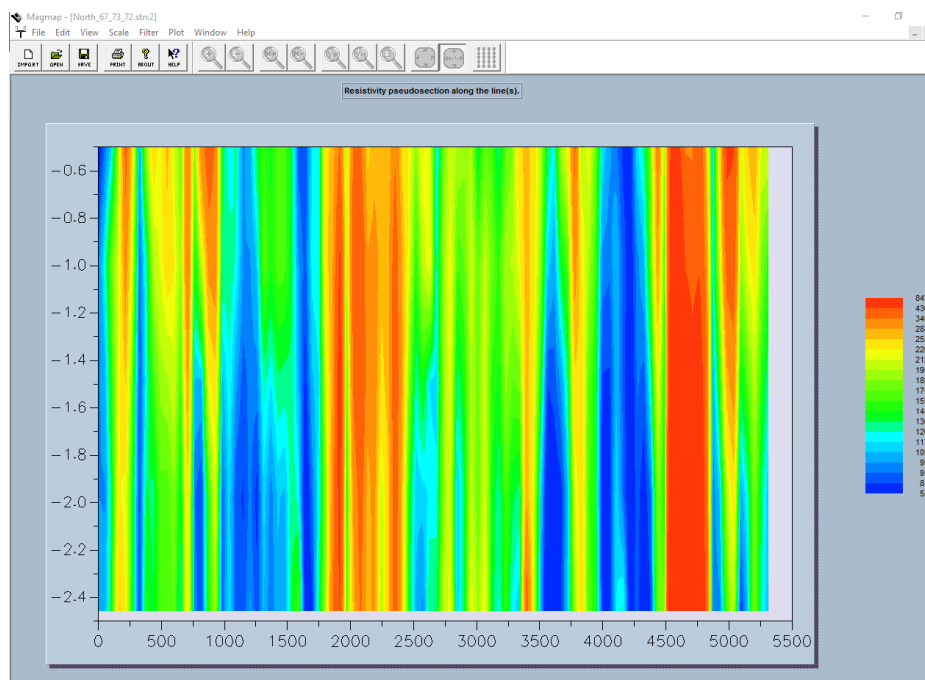 Magmap - [North_67_73_72.stn:2]
File Edit View Scale Filter Plot Window Help
IMPORT OPEN SAVE PRINT ABOUT HELP
Resistivity pseudosection along the line(s).
-0.6
-0.8
-1.0
-1.2
-1.4
-1.6
-1.8
-2.0
-2.2
-2.4
0 500 1000 1500 2000 2500 3000 3500 4000 4500 5000 5500